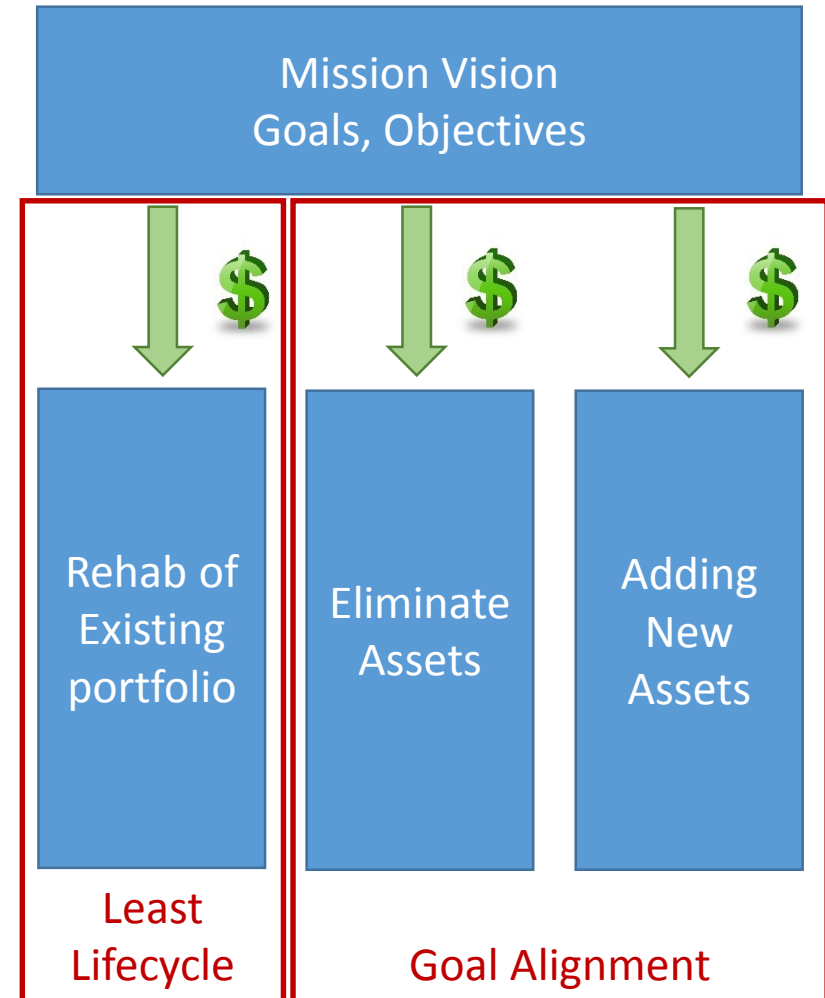 Mission Vision
Goals, Objectives
$
$
$
Rehab of
Existing
portfolio
Eliminate
Assets
Adding
New
Assets
Least
Lifecycle
Goal Alignment